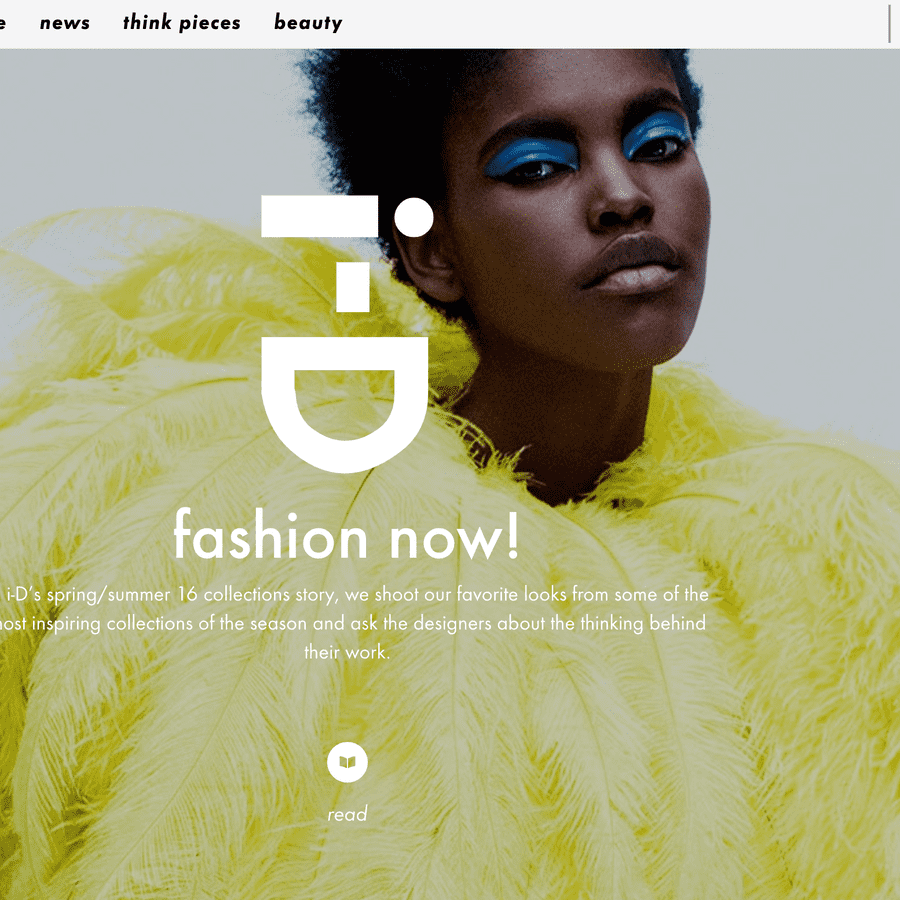 news think pieces beauty
i-D
fashion now!
i-D's spring/summer 16 collections story, we shoot our favorite looks from some of the
inspiring collections of the season and ask the designers about the thinking behind
their work.
read